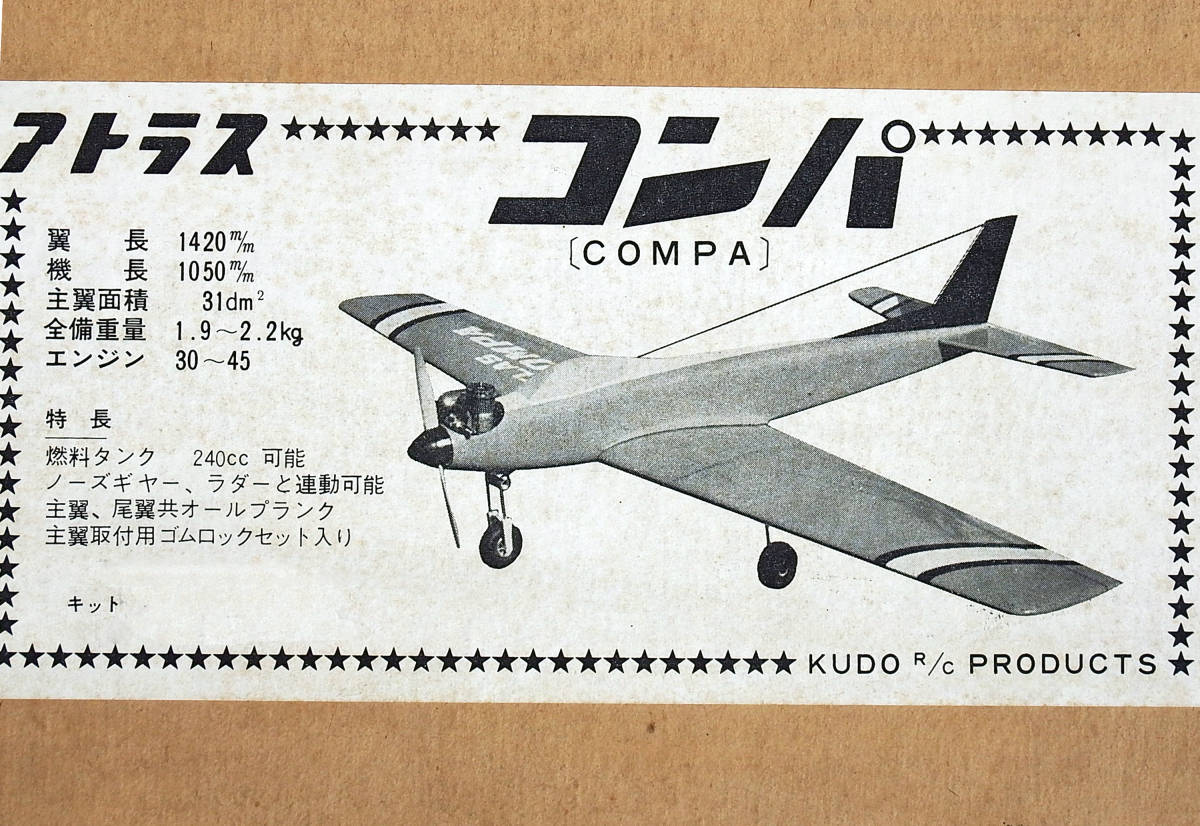 アトラス
コンパ
〔COMPA〕
翼　　長 1420 m/m
機　　長 1050 m/m
主翼面積 31dm²
全備重量 1.9～2.2kg
エンジン 30～45
特　長
燃料タンク　240cc 可能
ノーズギヤー、ラダーと連動可能
主翼、尾翼共オールプランク
主翼取付用ゴムロックセット入り
キット
KUDO R/C PRODUCTS